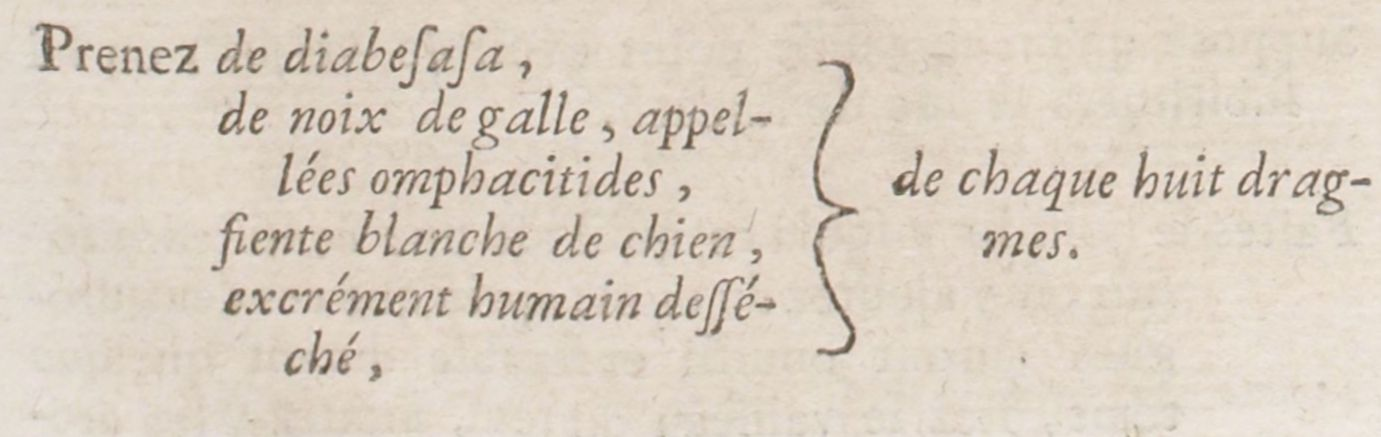 Prenez de diabeſaſa,
de noix de galle, appel-
lées omphacitides,
fiente blanche de chien,
excrément humain deſſé-
ché,
de chaque huit drag-
mes.